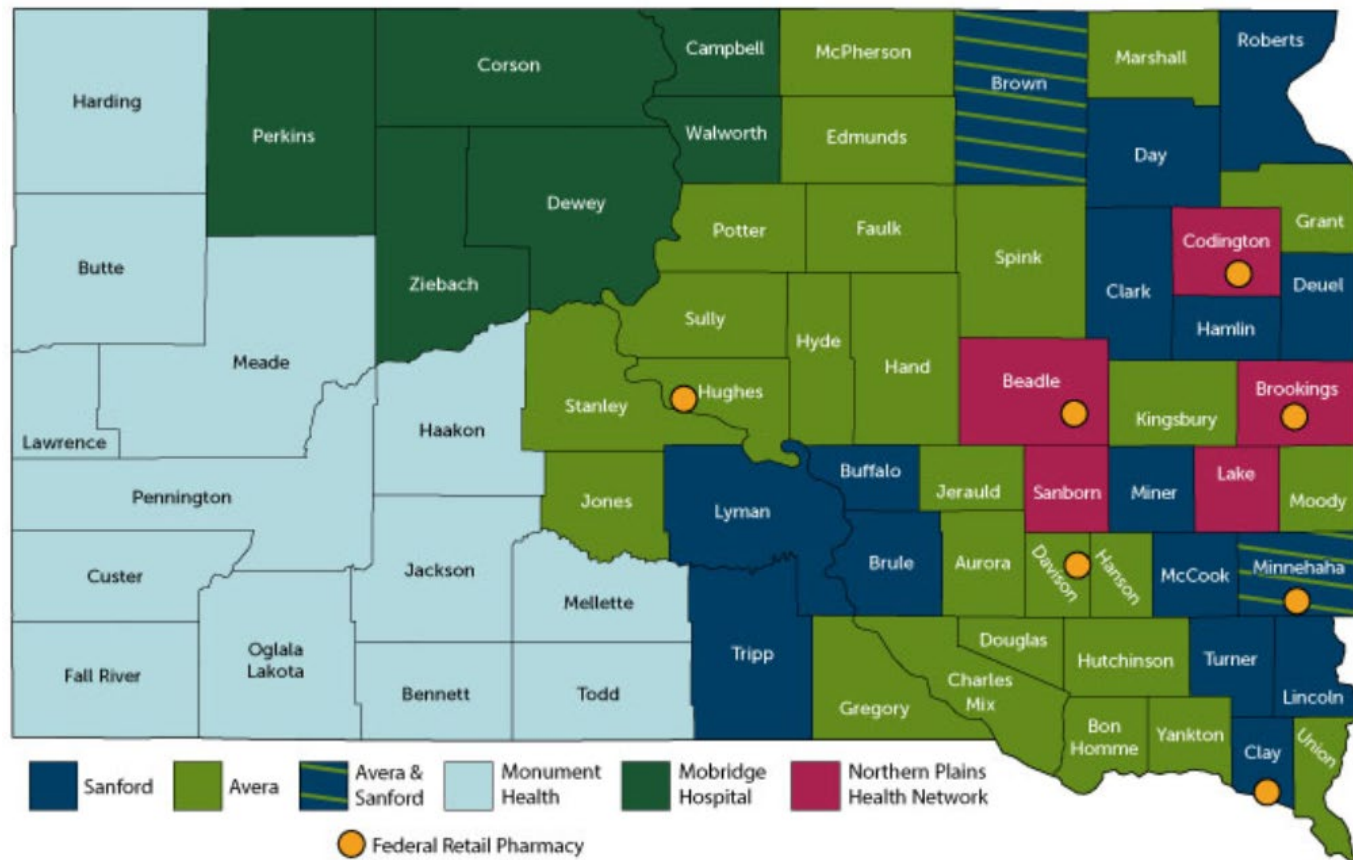 Harding
Perkins
Corson
Campbell
McPherson
Brown
Marshall
Roberts
Walworth
Edmunds
Day
Butte
Dewey
Ziebach
Potter
Faulk
Spink
Codington
Grant
Clark
Deuel
Hamlin
Meade
Sully
Hyde
Hand
Lawrence
Haakon
Stanley
Hughes
Beadle
Kingsbury
Brookings
Pennington
Jones
Lyman
Buffalo
Jerauld
Sanborn
Miner
Lake
Moody
Custer
Jackson
Mellette
Brule
Aurora
Davison
Hanson
McCook
Minnehaha
Fall River
Oglala
Lakota
Bennett
Todd
Tripp
Gregory
Charles
Mix
Douglas
Hutchinson
Turner
Lincoln
Bon
Homme
Yankton
Clay
Union
Sanford
Avera
Avera &
Sanford
Monument
Health
Mobridge
Hospital
Northern Plains
Health Network
Federal Retail Pharmacy